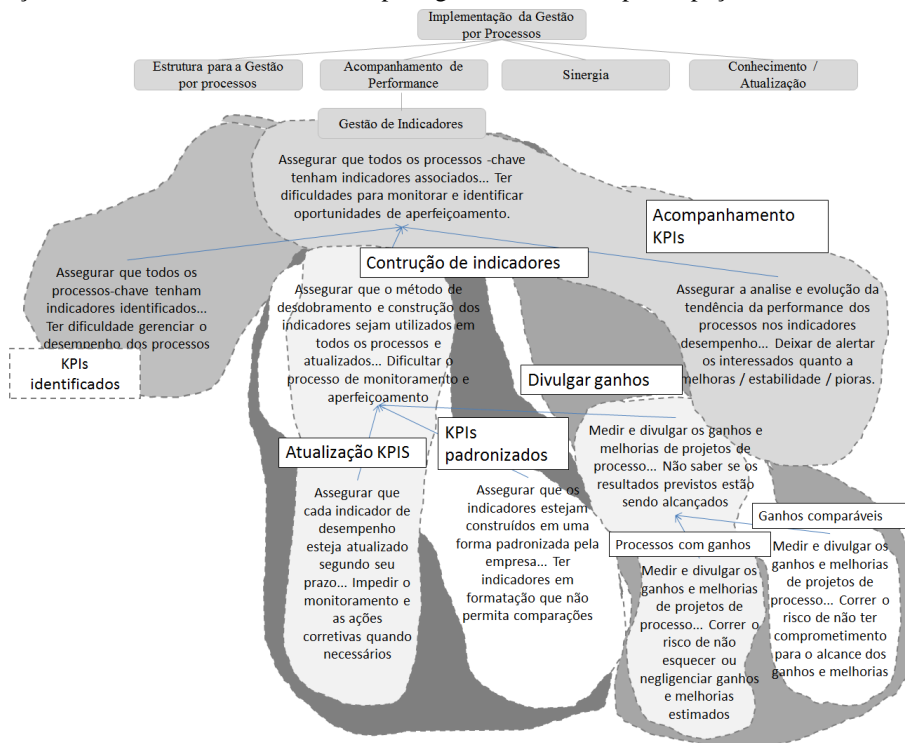 Implementação da Gestão
por Processos
Estrutura para a Gestão
por processos
Acompanhamento de
Performance
Sinergia
Conhecimento /
Atualização
Gestão de Indicadores
Assegurar que todos os processos -chave
tenham indicadores associados... Ter
dificuldades para monitorar e identificar
oportunidades de aperfeiçoamento.
Acompanhamento
KPIs
Contrução de indicadores
Assegurar que todos os
processos-chave tenham
indicadores identificados...
Ter dificuldade gerenciar o
desempenho dos processos
KPIs
identificados
Assegurar que o método de
desdobramento e construção dos
indicadores sejam utilizados em
todos os processos e
atualizados... Dificultar o
processo de monitoramento e
aperfeiçoamento
Assegurar a analise e evolução da
tendência da performance dos
processos nos indicadores
desempenho... Deixar de alertar
os interessados quanto a
melhoras / estabilidade / pioras.
Divulgar ganhos
Medir e divulgar os ganhos e
melhorias de projetos de
processo... Não saber se os
resultados previstos estão
sendo alcançados
Atualização KPIS
KPIs
padronizados
Assegurar que
cada indicador de
desempenho
esteja atualizado
segundo seu
prazo... Impedir o
monitoramento e
as ações
corretivas quando
necessários
Assegurar que os
indicadores estejam
construídos em uma
forma padronizada pela
empresa... Ter
indicadores em
formatação que não
permita comparações
Ganhos comparáveis
Processos com ganhos
Medir e divulgar os
ganhos e melhorias
de projetos de
processo... Correr o
risco de não
esquecer ou
negligenciar ganhos
e melhorias
estimados
Medir e divulgar os
ganhos e melhorias
de projetos de
processo... Correr o
risco de não ter
comprometimento
para o alcance dos
ganhos e melhorias